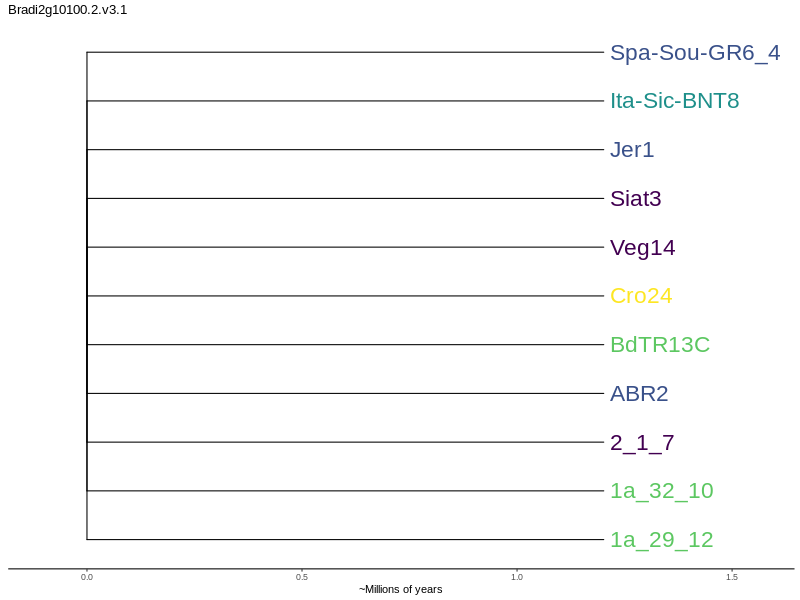 Bradi2g10100.2.v3.1
Spa-Sou-GR6_4
Ita-Sic-BNT8
Jer1
Siat3
Veg14
Cro24
BdTR13C
ABR2
2_1_7
1a_32_10
1a_29_12
0.0 0.5 1.0 1.5
~Millions of years